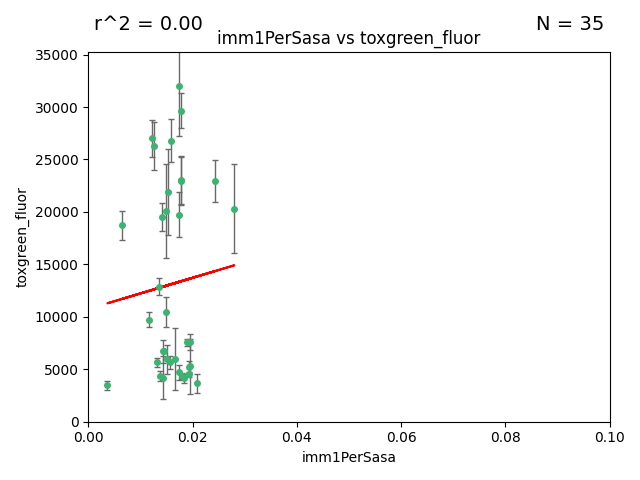 r^2 = 0.00
N = 35
imm1PerSasa vs toxgreen_fluor
35000
30000
25000
20000
15000
10000
5000
0
toxgreen_fluor
0.00
0.02
0.04
0.06
0.08
0.10
imm1PerSasa